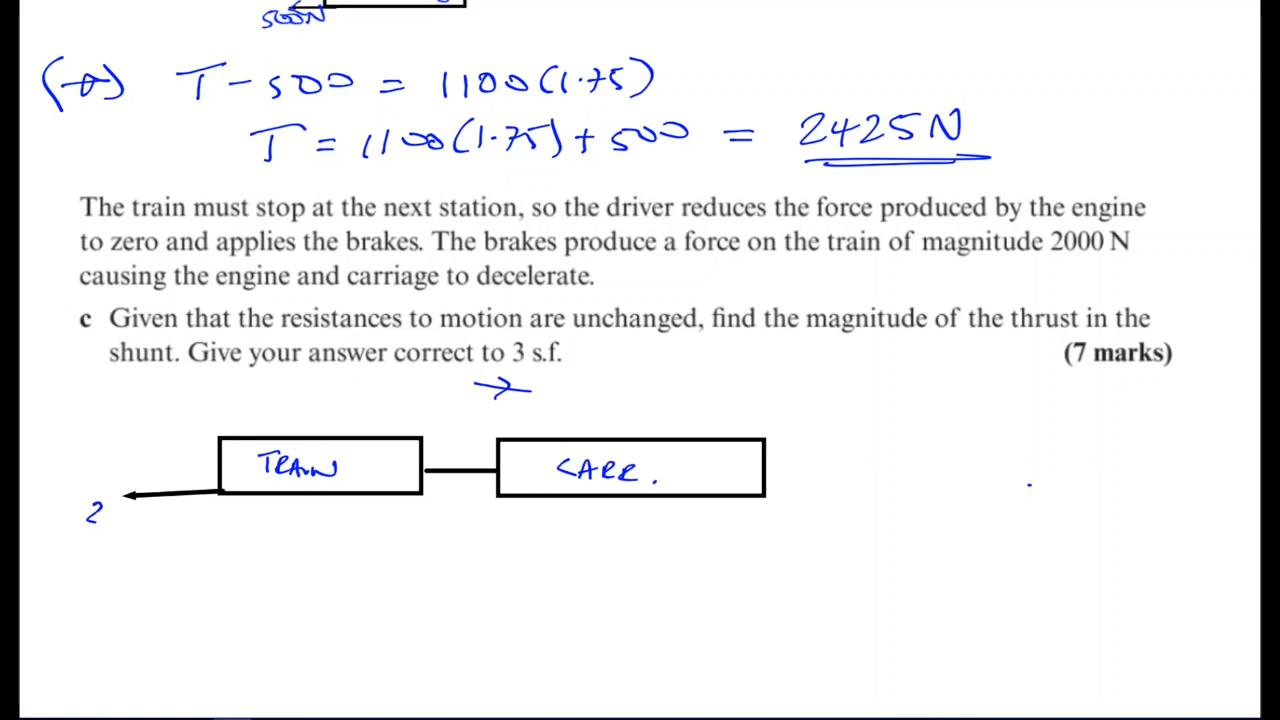 500N
(→) T - 500 = 1100(1.75)
T = 1100(1.75) + 500 = 2425N
The train must stop at the next station, so the driver reduces the force produced by the engine
to zero and applies the brakes. The brakes produce a force on the train of magnitude 2000 N
causing the engine and carriage to decelerate.
c Given that the resistances to motion are unchanged, find the magnitude of the thrust in the
shunt. Give your answer correct to 3 s.f. (7 marks)
TRAIN CARR.
2